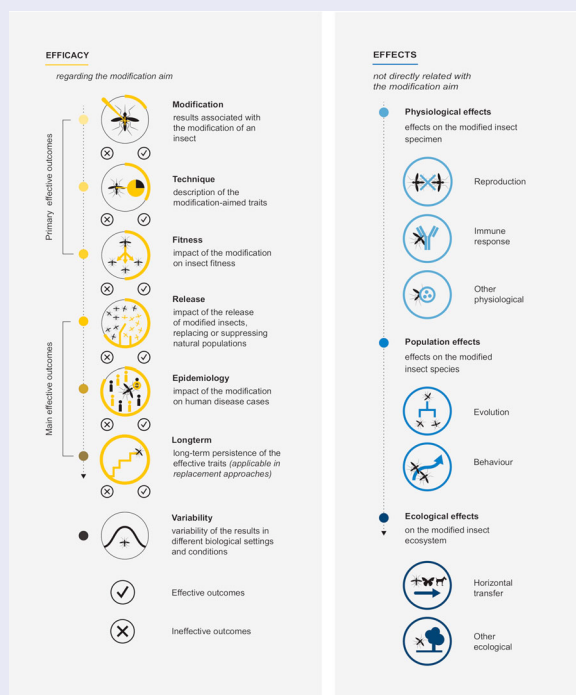 EFFICACY
regarding the modification aim
Primary effective outcomes
Modification
results associated with
the modification of an
insect
Technique
description of the
modification-aimed traits
Fitness
impact of the modification
on insect fitness
Main effective outcomes
Release
impact of the release
of modified insects,
replacing or suppressing
natural populations
Epidemiology
impact of the modification
on human disease cases
Longterm
long-term persistence of the
effective traits (applicable in
replacement approaches)
Variability
variability of the results in
different biological settings
and conditions
Effective outcomes
Ineffective outcomes
EFFECTS
not directly related with
the modification aim
Physiological effects
effects on the modified insect
specimen
Reproduction
Immune
response
Other
physiological
Population effects
effects on the modified
insect species
Evolution
Behaviour
Ecological effects
on the modified insect
ecosystem
Horizontal
transfer
Other
ecological